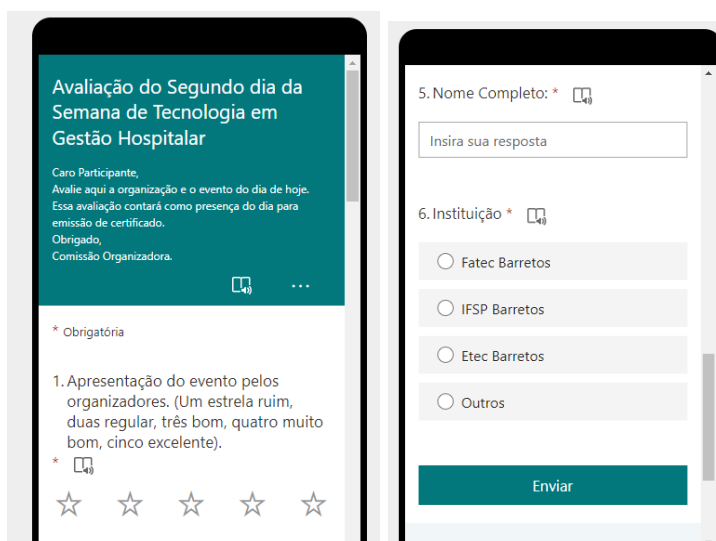 Avaliação do Segundo dia da
Semana de Tecnologia em
Gestão Hospitalar
Caro Participante,
Avalie aqui a organização e o evento do dia de hoje.
Essa avaliação contará como presença do dia para
emissão de certificado.
Obrigado,
Comissão Organizadora.
* Obrigatória
1. Apresentação do evento pelos
organizadores. (Um estrela ruim,
duas regular, três bom, quatro muito
bom, cinco excelente).
*
5. Nome Completo: *
Insira sua resposta
6. Instituição *
Fatec Barretos
IFSP Barretos
Etec Barretos
Outros
Enviar